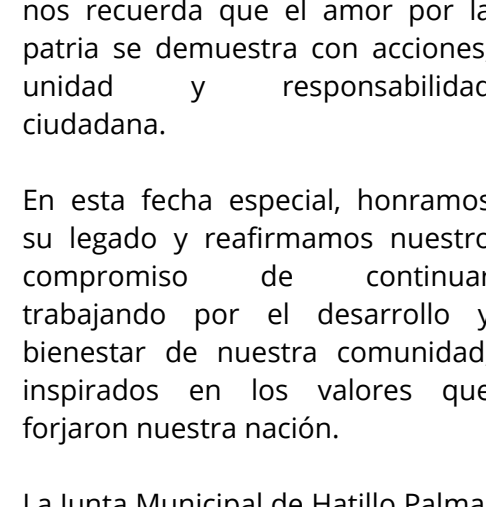 nos recuerda que el amor por la
patria se demuestra con acciones,
unidad y responsabilidad
ciudadana.
En esta fecha especial, honramos
su legado y reafirmamos nuestro
compromiso de continuar
trabajando por el desarrollo y
bienestar de nuestra comunidad,
inspirados en los valores que
forjaron nuestra nación.
La Junta Municipal de Hatillo Palma,